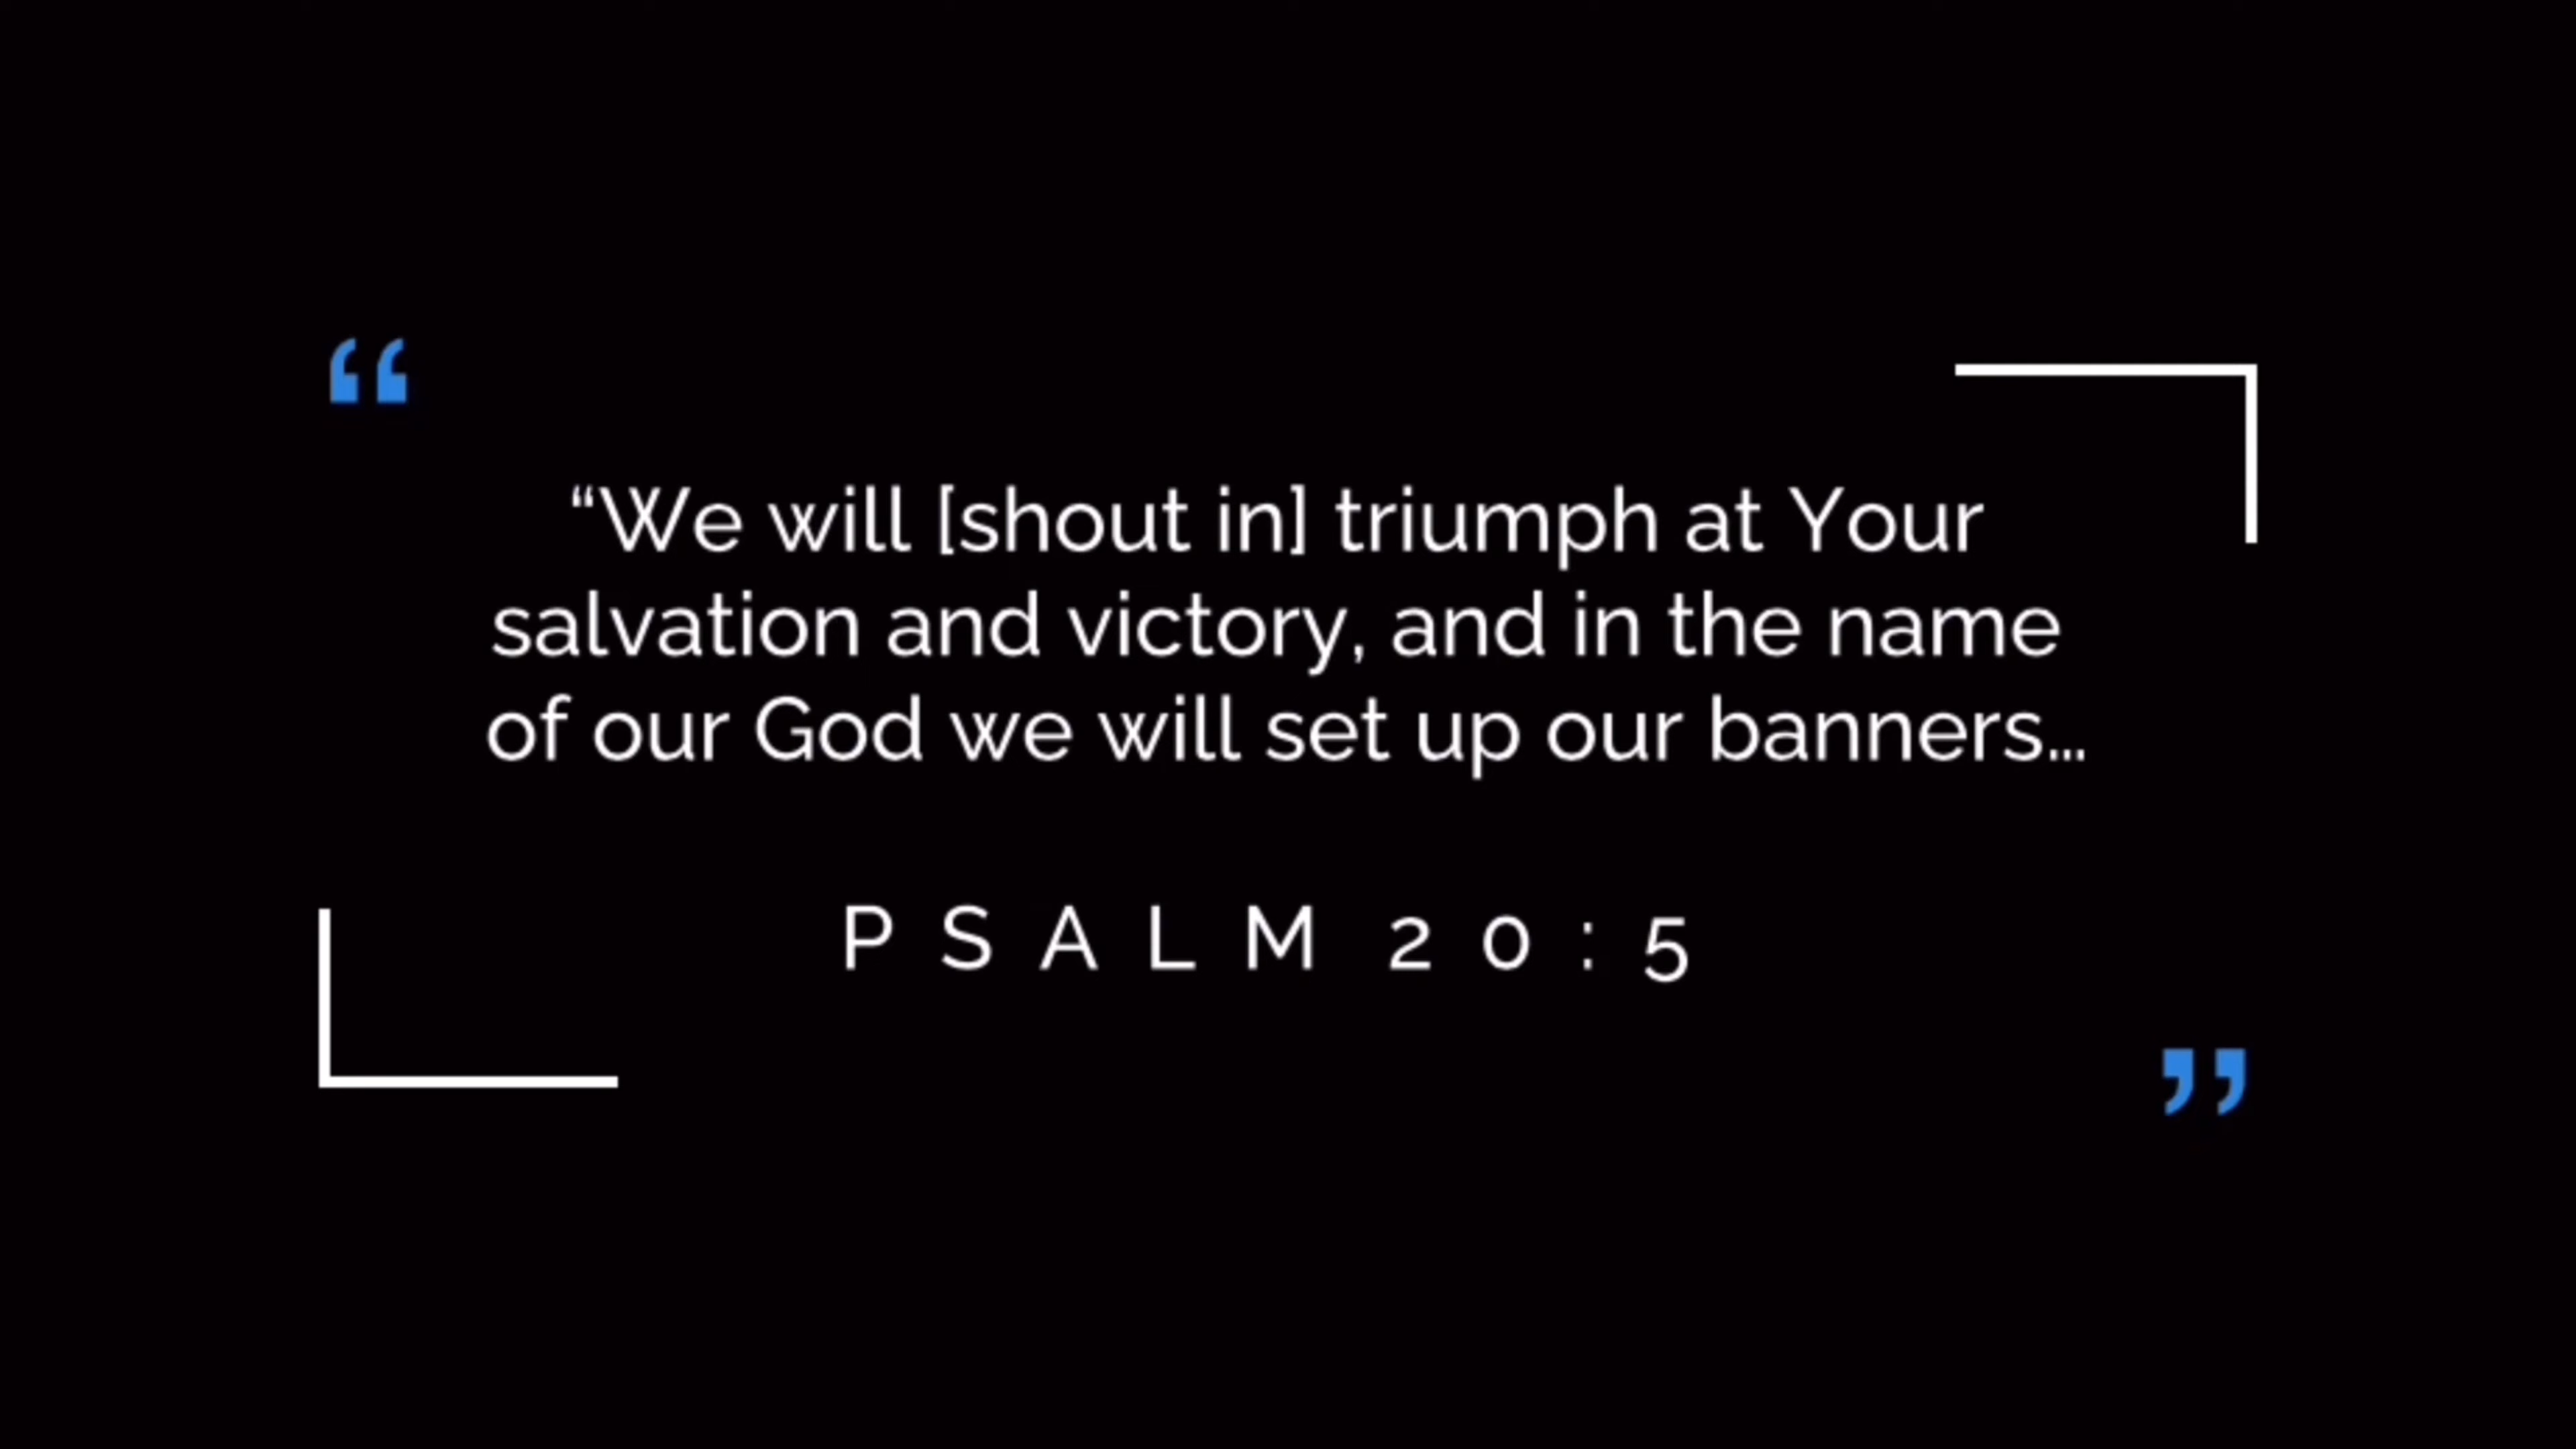 “
“We will [shout in] triumph at Your
salvation and victory, and in the name
of our God we will set up our banners...
PSALM 20:5
”